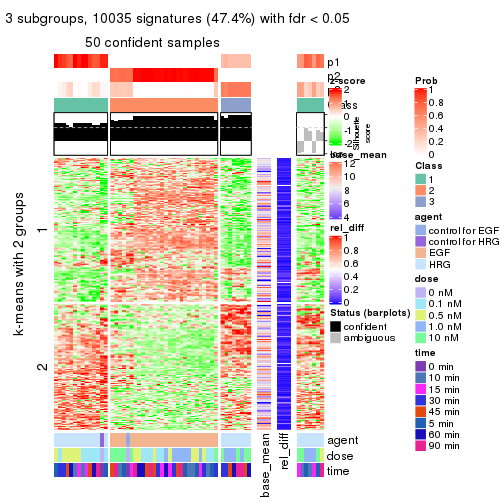 3 subgroups, 10035 signatures (47.4%) with fdr < 0.05
50 confident samples
p1
p2
Class
1
0.5
0
Silhouette
score
k-means with 2 groups
1
2
base_mean
rel_diff
agent
dose
time
z-score
2
1
0
-1
-2
base_mean
12
10
8
6
4
rel_diff
1
0.8
0.6
0.4
0.2
0
Status (barplots)
confident
ambiguous
Prob
1
0.8
0.6
0.4
0.2
0
Class
1
2
3
agent
control for EGF
control for HRG
EGF
HRG
dose
0 nM
0.1 nM
0.5 nM
1.0 nM
10 nM
time
0 min
10 min
15 min
30 min
45 min
5 min
60 min
90 min